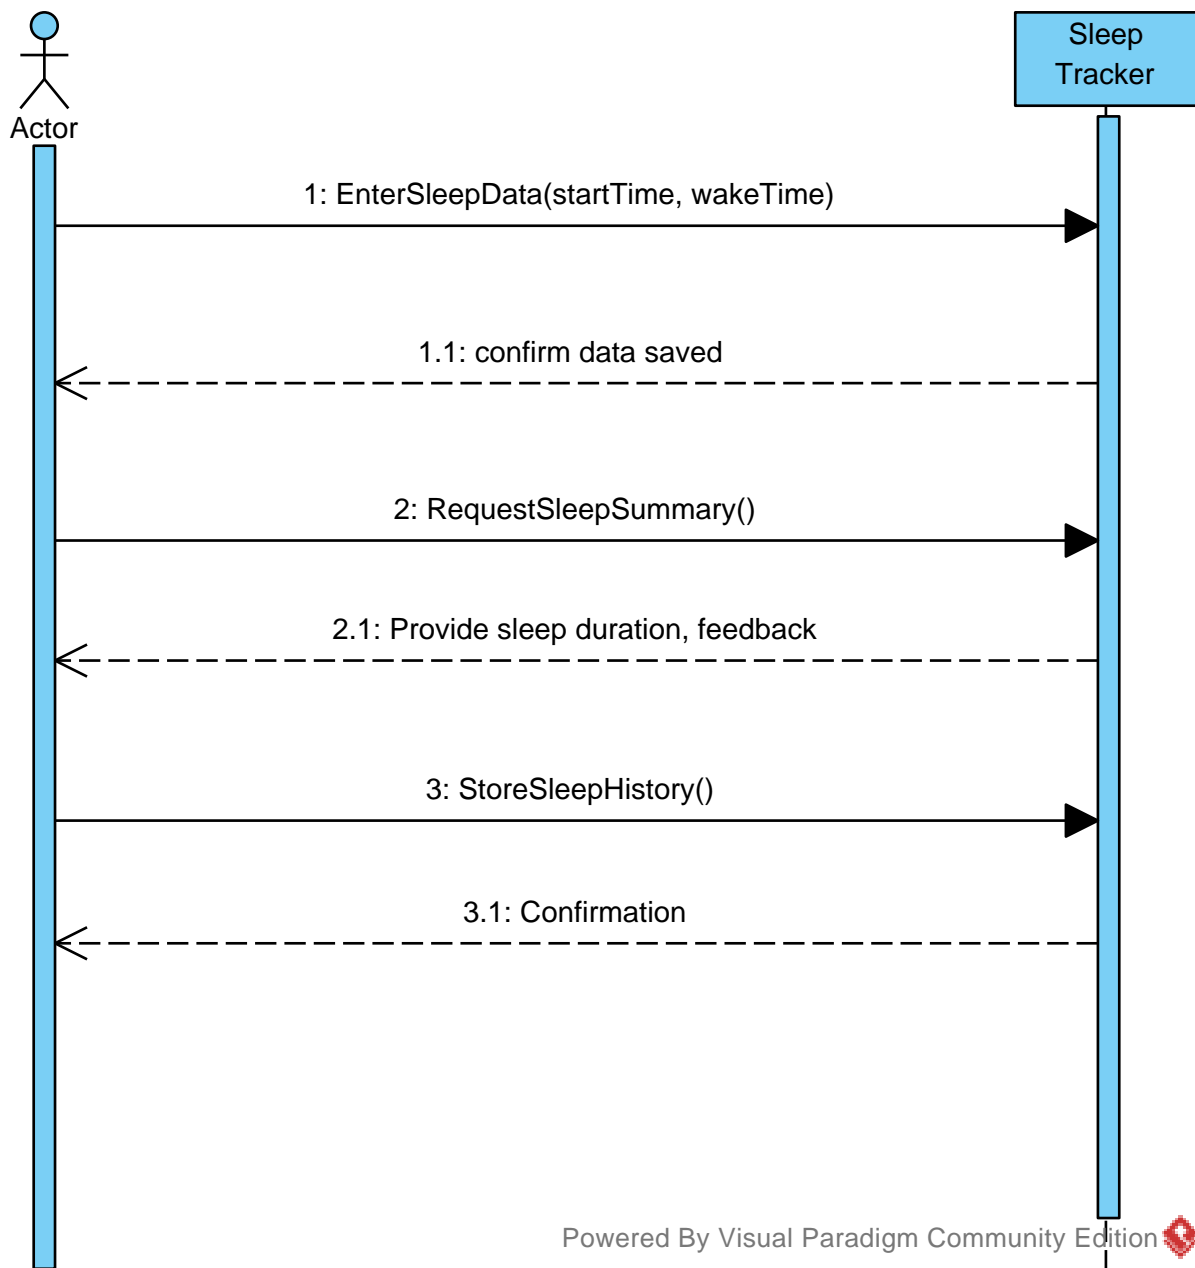 Sleep
Tracker
Actor
1: EnterSleepData(startTime, wakeTime)
1.1: confirm data saved
2: RequestSleepSummary()
2.1: Provide sleep duration, feedback
3: StoreSleepHistory()
3.1: Confirmation
Powered By Visual Paradigm Community Edition